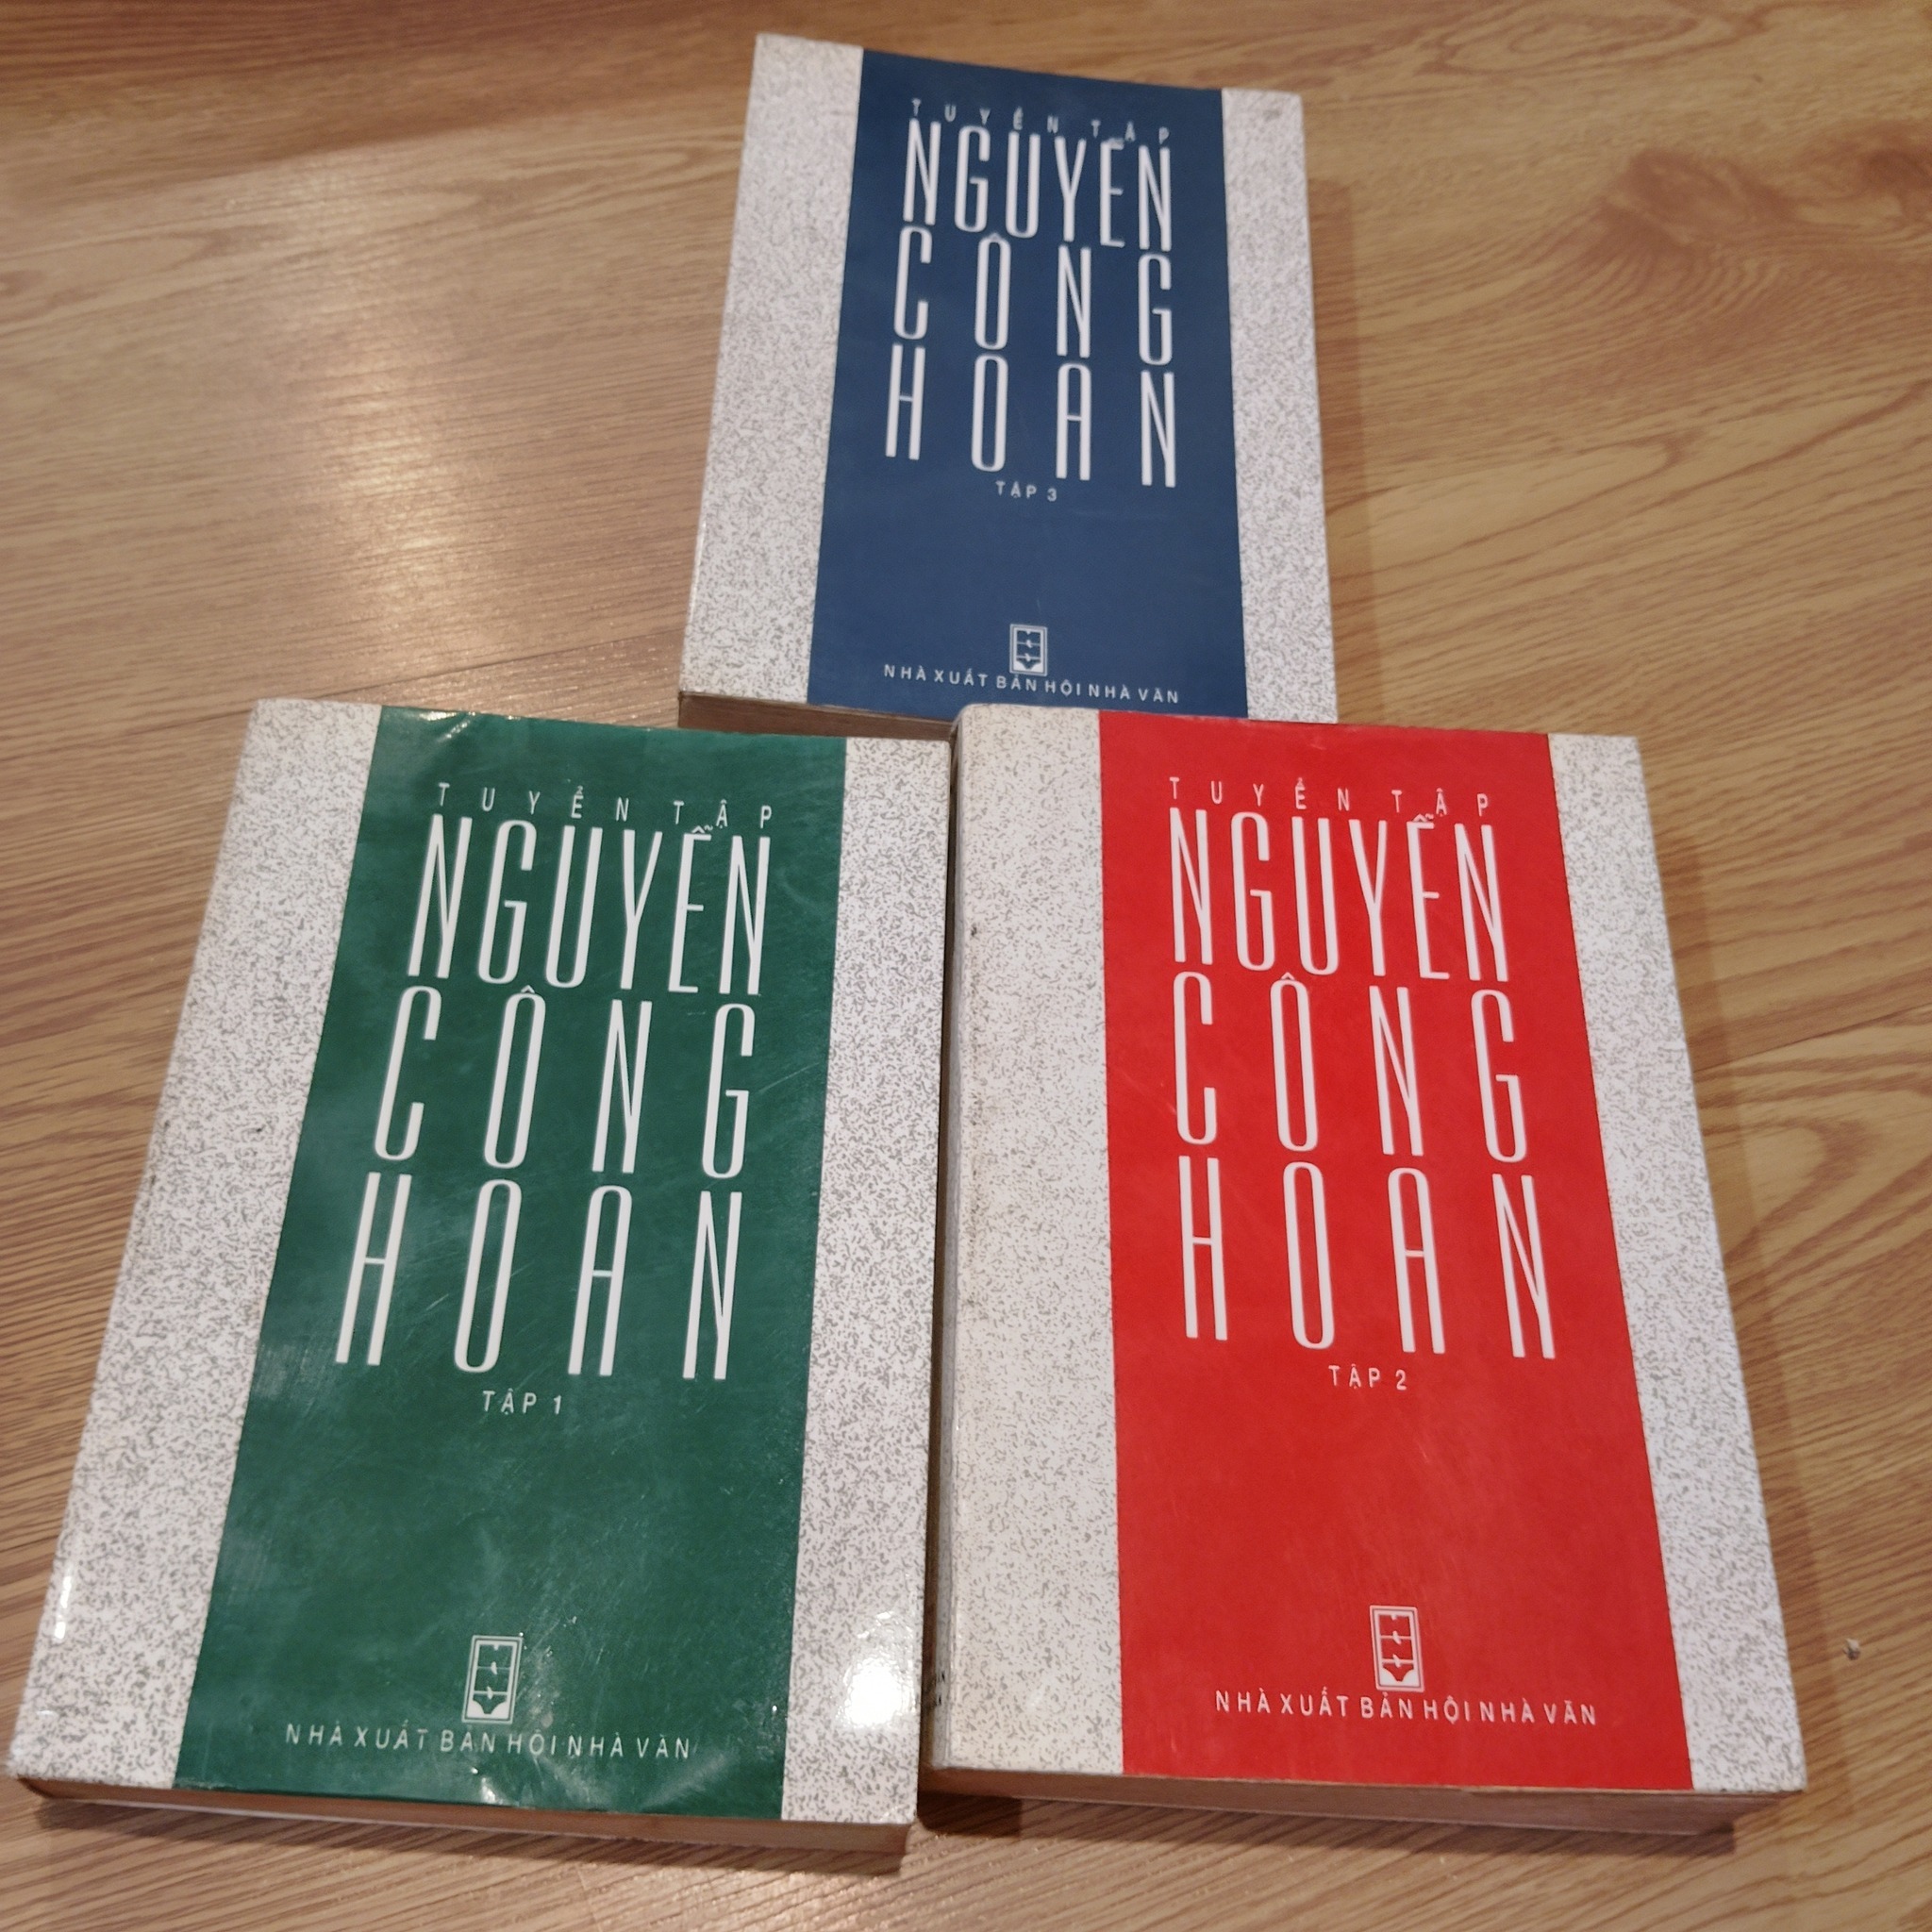 TUYỂN TẬP
NGUYỄN
CÔNG
HOAN
TẬP 3
NHÀ XUẤT BẢN HỘI NHÀ VĂN
TUYỂN TẬP
NGUYỄN
CÔNG
HOAN
TẬP 1
NHÀ XUẤT BẢN HỘI NHÀ VĂN
TUYỂN TẬP
NGUYỄN
CÔNG
HOAN
TẬP 2
NHÀ XUẤT BẢN HỘI NHÀ VĂN